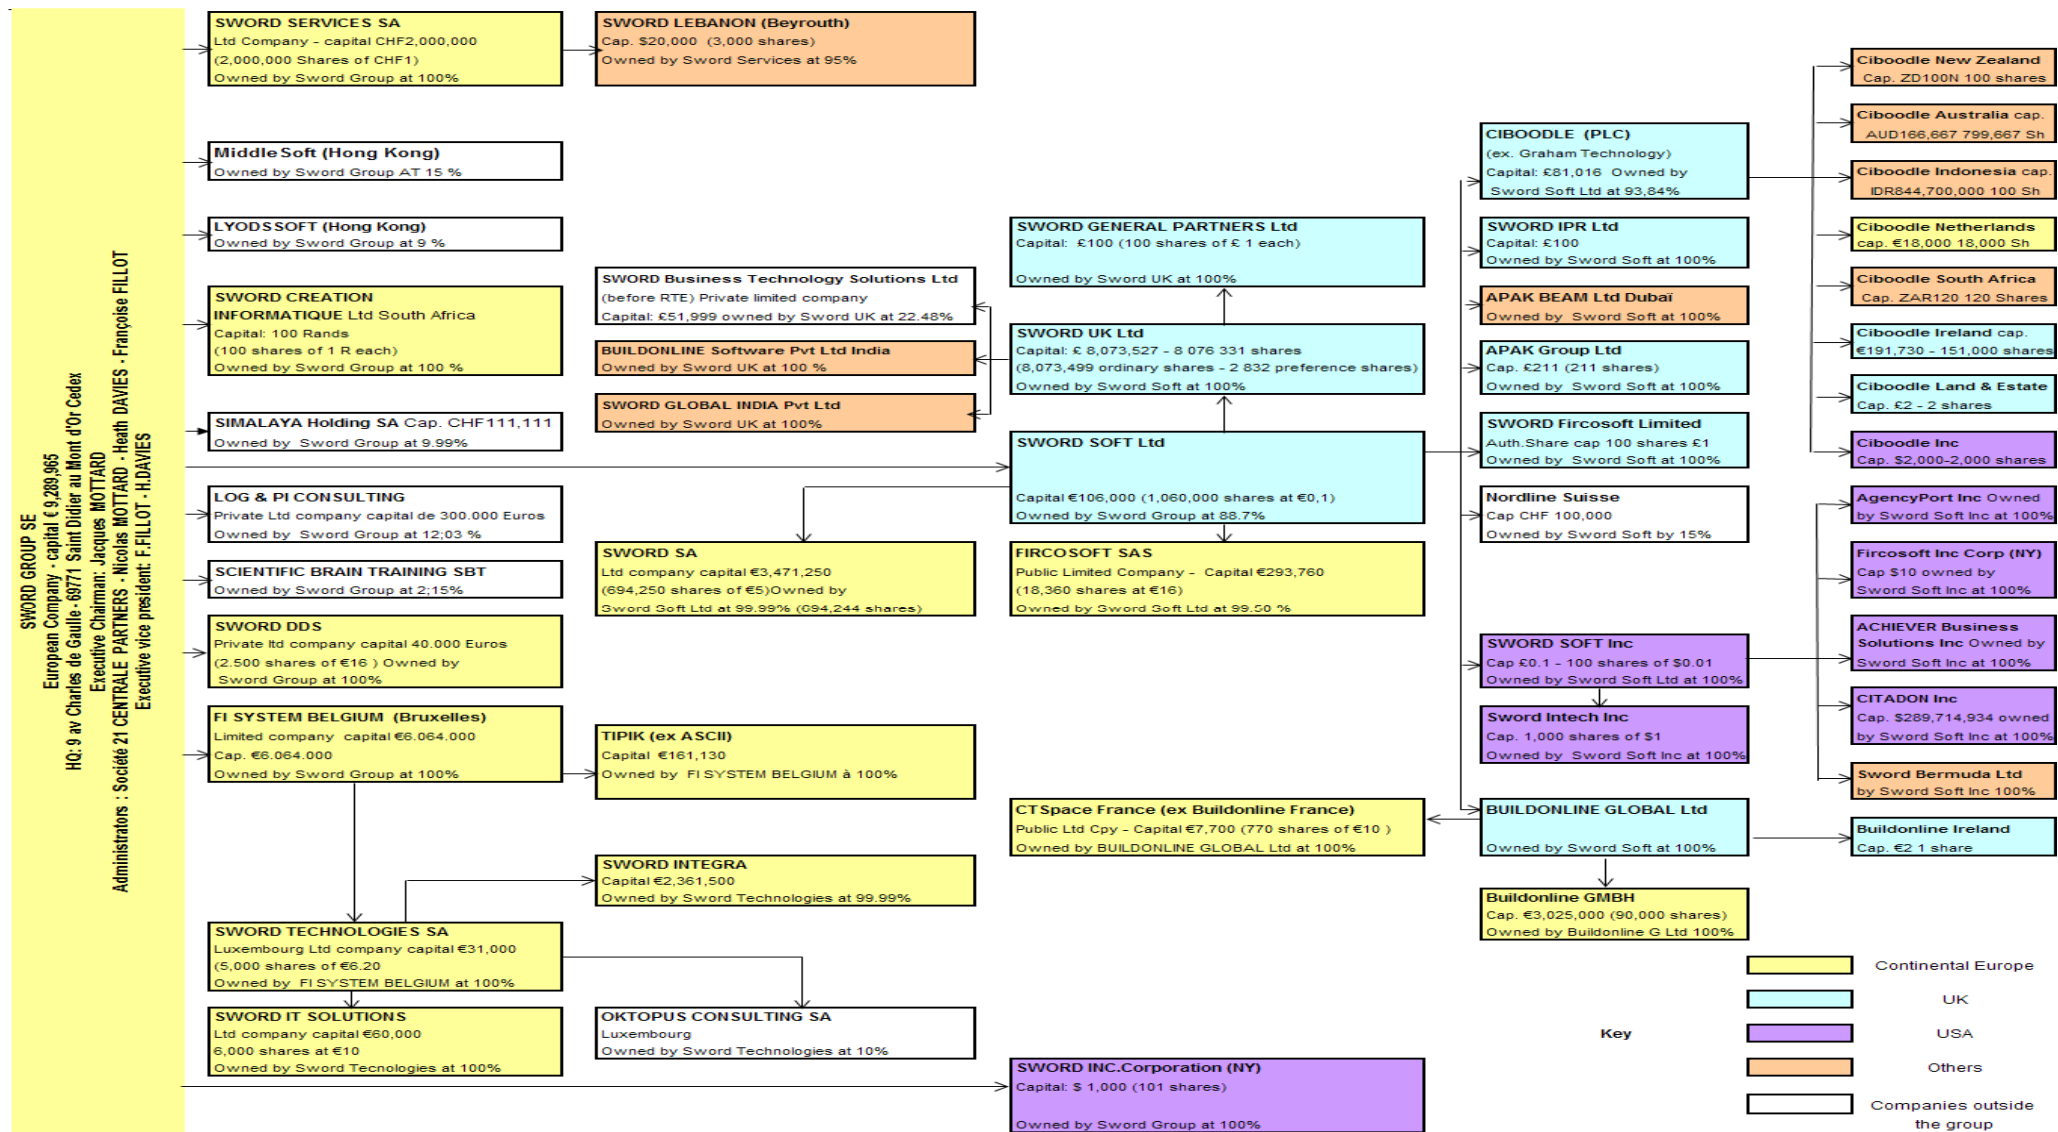 SWORD GROUP SE
European Company - capital € 9,289,965
HQ: 9 av Charles de Gaulle - 69771 Saint Didier au Mont d'Or Cedex
Executive Chairman: Jacques MOTTARD
Administrators : Société 21 CENTRALE PARTNERS - Nicolas MOTTARD - Heath DAVIES - Françoise FILLOT
Executive vice president: F.FILLOT - H.DAVIES
SWORD SERVICES SA
Ltd Company - capital CHF2,000,000
(2,000,000 Shares of CHF1)
Owned by Sword Group at 100%
MiddleSoft (Hong Kong)
Owned by Sword Group AT 15 %
LYODSSOFT (Hong Kong)
Owned by Sword Group at 9 %
SWORD CREATION
INFORMATIQUE Ltd South Africa
Capital: 100 Rands
(100 shares of 1 R each)
Owned by Sword Group at 100 %
SIMALAYA Holding SA Cap. CHF111,111
Owned by Sword Group at 9.99%
LOG & PI CONSULTING
Private Ltd company capital de 300.000 Euros
Owned by Sword Group at 12;03 %
SCIENTIFIC BRAIN TRAINING SBT
Owned by Sword Group at 2;15%
SWORD DDS
Private ltd company capital 40.000 Euros
(2.500 shares of €16 ) Owned by
Sword Group at 100%
FI SYSTEM BELGIUM (Bruxelles)
Limited company capital €6.064.000
Cap. €6.064.000
Owned by Sword Group at 100%
SWORD TECHNOLOGIES SA
Luxembourg Ltd company capital €31,000
(5,000 shares of €6.20
Owned by FI SYSTEM BELGIUM at 100%
SWORD IT SOLUTIONS
Ltd company capital €60,000
6,000 shares at €10
Owned by Sword Tecnologies at 100%
SWORD LEBANON (Beyrouth)
Cap. $20,000 (3,000 shares)
Owned by Sword Services at 95%
SWORD Business Technology Solutions Ltd
(before RTE) Private limited company
Capital: £51,999 owned by Sword UK at 22.48%
BUILDONLINE Software Pvt Ltd India
Owned by Sword UK at 100 %
SWORD GLOBAL INDIA Pvt Ltd
Owned by Sword UK at 100%
SWORD SA
Ltd company capital €3,471,250
(694,250 shares of €5)Owned by
Sword Soft Ltd at 99.99% (694,244 shares)
TIPIK (ex ASCII)
Capital €161,130
Owned by FI SYSTEM BELGIUM à 100%
SWORD INTEGRA
Capital €2,361,500
Owned by Sword Technologies at 99.99%
OKTOPUS CONSULTING SA
Luxembourg
Owned by Sword Technologies at 10%
SWORD GENERAL PARTNERS Ltd
Capital: £100 (100 shares of £ 1 each)
Owned by Sword UK at 100%
SWORD UK Ltd
Capital: £ 8,073,527 - 8 076 331 shares
(8,073,499 ordinary shares - 2 832 preference shares)
Owned by Sword Soft at 100%
SWORD SOFT Ltd
Capital €106,000 (1,060,000 shares at €0,1)
Owned by Sword Group at 88.7%
FIRCOSOFT SAS
Public Limited Company - Capital €293,760
(18,360 shares at €16)
Owned by Sword Soft Ltd at 99.50 %
CTSpace France (ex Buildonline France)
Public Ltd Cpy - Capital €7,700 (770 shares of €10 )
Owned by BUILDONLINE GLOBAL Ltd at 100%
SWORD INC.Corporation (NY)
Capital: $ 1,000 (101 shares)
Owned by Sword Group at 100%
CIBOODLE (PLC)
(ex. Graham Technology)
Capital: £81,016 Owned by
Sword Soft Ltd at 93,84%
SWORD IPR Ltd
Capital: £100
Owned by Sword Soft at 100%
APAK BEAM Ltd Dubaï
Owned by Sword Soft at 100%
APAK Group Ltd
Cap. £211 (211 shares)
Owned by Sword Soft at 100%
SWORD Fircosoft Limited
Auth.Share cap 100 shares £1
Owned by Sword Soft at 100%
Nordline Suisse
Cap CHF 100,000
Owned by Sword Soft by 15%
SWORD SOFT Inc
Cap £0.1 - 100 shares of $0.01
Owned by Sword Soft Ltd at 100%
Sword Intech Inc
Cap. 1,000 shares of $1
Owned by Sword Soft Inc at 100%
BUILDONLINE GLOBAL Ltd
Owned by Sword Soft at 100%
Buildonline GMBH
Cap. €3,025,000 (90,000 shares)
Owned by Buildonline G Ltd 100%
Ciboodle New Zealand
Cap. ZD100N 100 shares
Ciboodle Australia cap.
AUD166,667 799,667 Sh
Ciboodle Indonesia cap.
IDR844,700,000 100 Sh
Ciboodle Netherlands
cap. €18,000 18,000 Sh
Ciboodle South Africa
Cap. ZAR120 120 Shares
Ciboodle Ireland cap.
€191,730 - 151,000 shares
Ciboodle Land & Estate
Cap. £2 - 2 shares
Ciboodle Inc
Cap. $2,000-2,000 shares
AgencyPort Inc Owned
by Sword Soft Inc at 100%
Fircosoft Inc Corp (NY)
Cap $10 owned by
Sword Soft Inc at 100%
ACHIEVER Business
Solutions Inc Owned by
Sword Soft Inc at 100%
CITADON Inc
Cap. $289,714,934 owned
by Sword Soft Inc at 100%
Sword Bermuda Ltd
by Sword Soft Inc 100%
Buildonline Ireland
Cap. €2 1 share
Key
Continental Europe
UK
USA
Others
Companies outside
the group